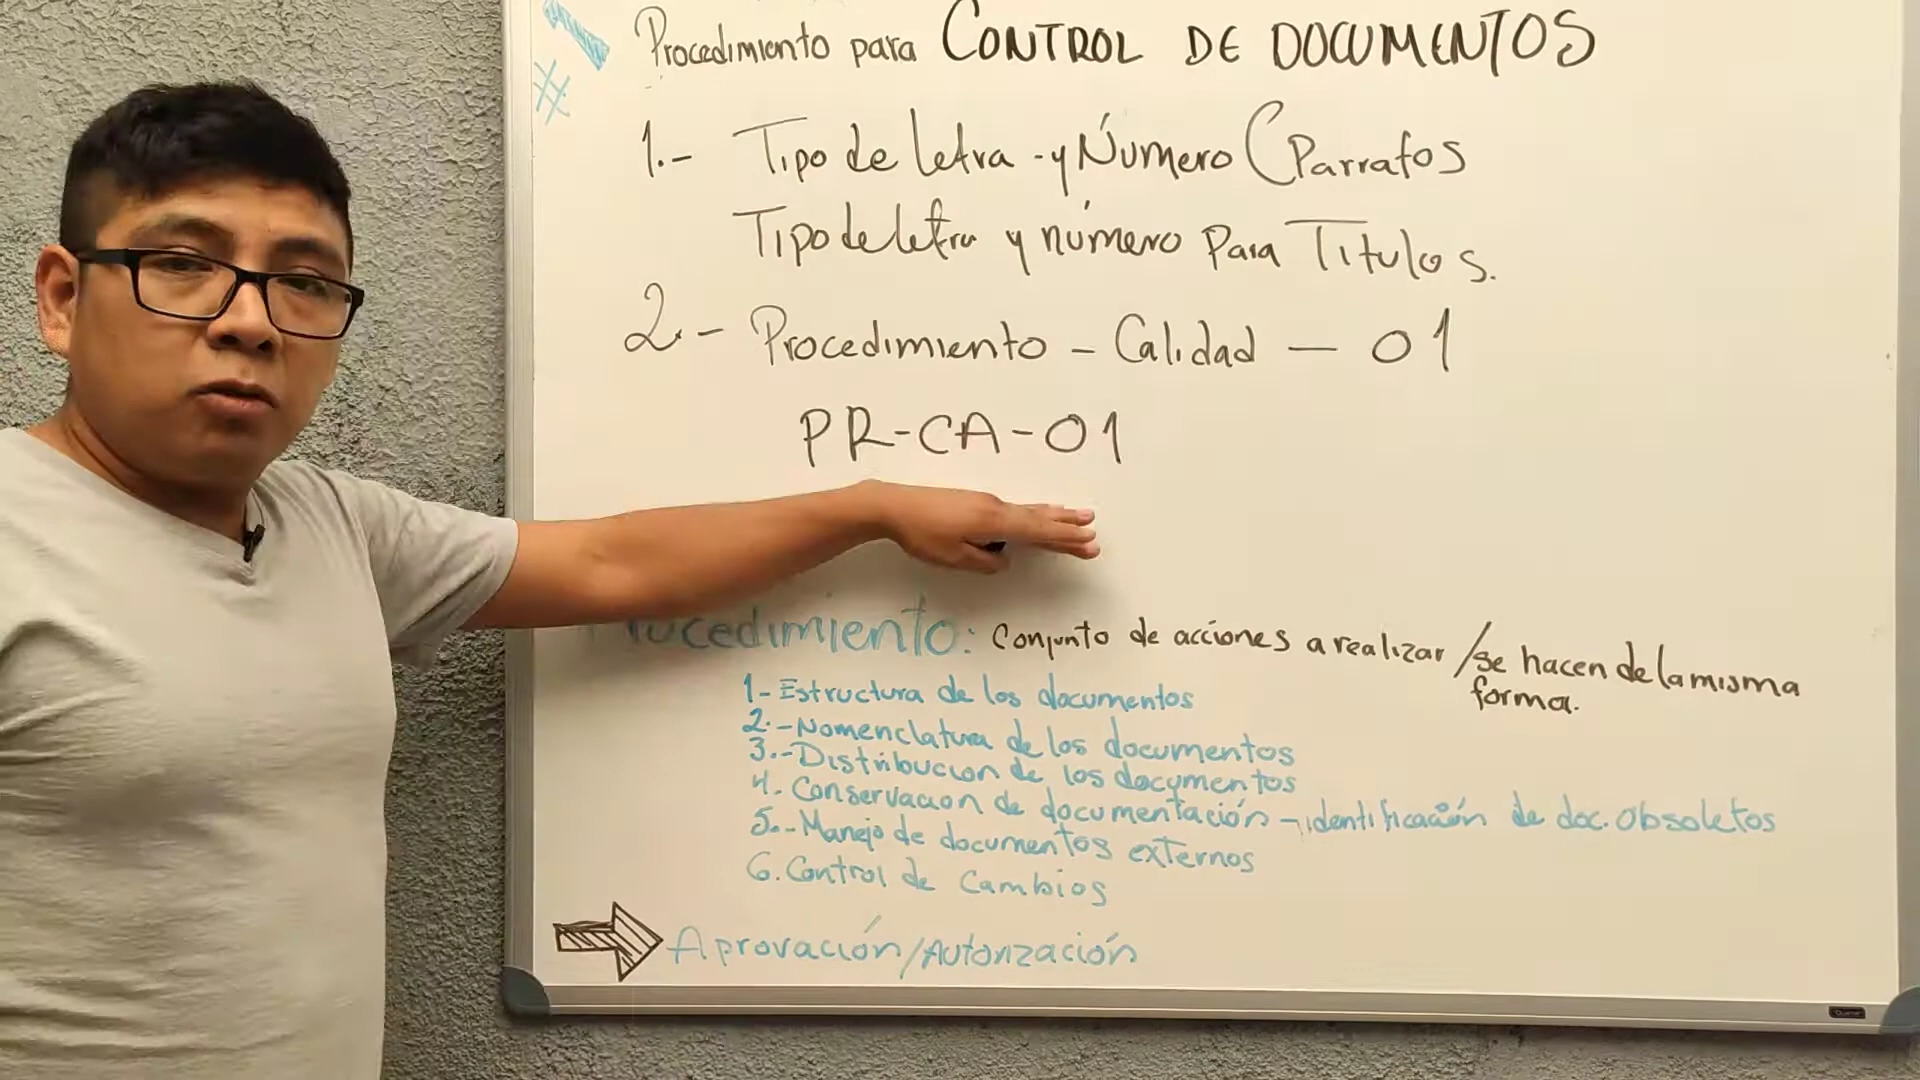 #1
Procedimiento para CONTROL DE DOCUMENTOS
1.- Tipo de letra - y Número (Parrafos
Tipo de letra y número para Titulos.
2.- Procedimiento - Calidad - 01
PR-CA-01
Procedimiento: Conjunto de acciones a realizar / se hacen de la misma
forma.
1- Estructura de los documentos
2.- Nomenclatura de los documentos
3.- Distribucion de los documentos
4. Conservacion de documentación - identificación de doc. Obsoletos
5.- Manejo de documentos externos
6. Control de Cambios
Aprovación/Autorización